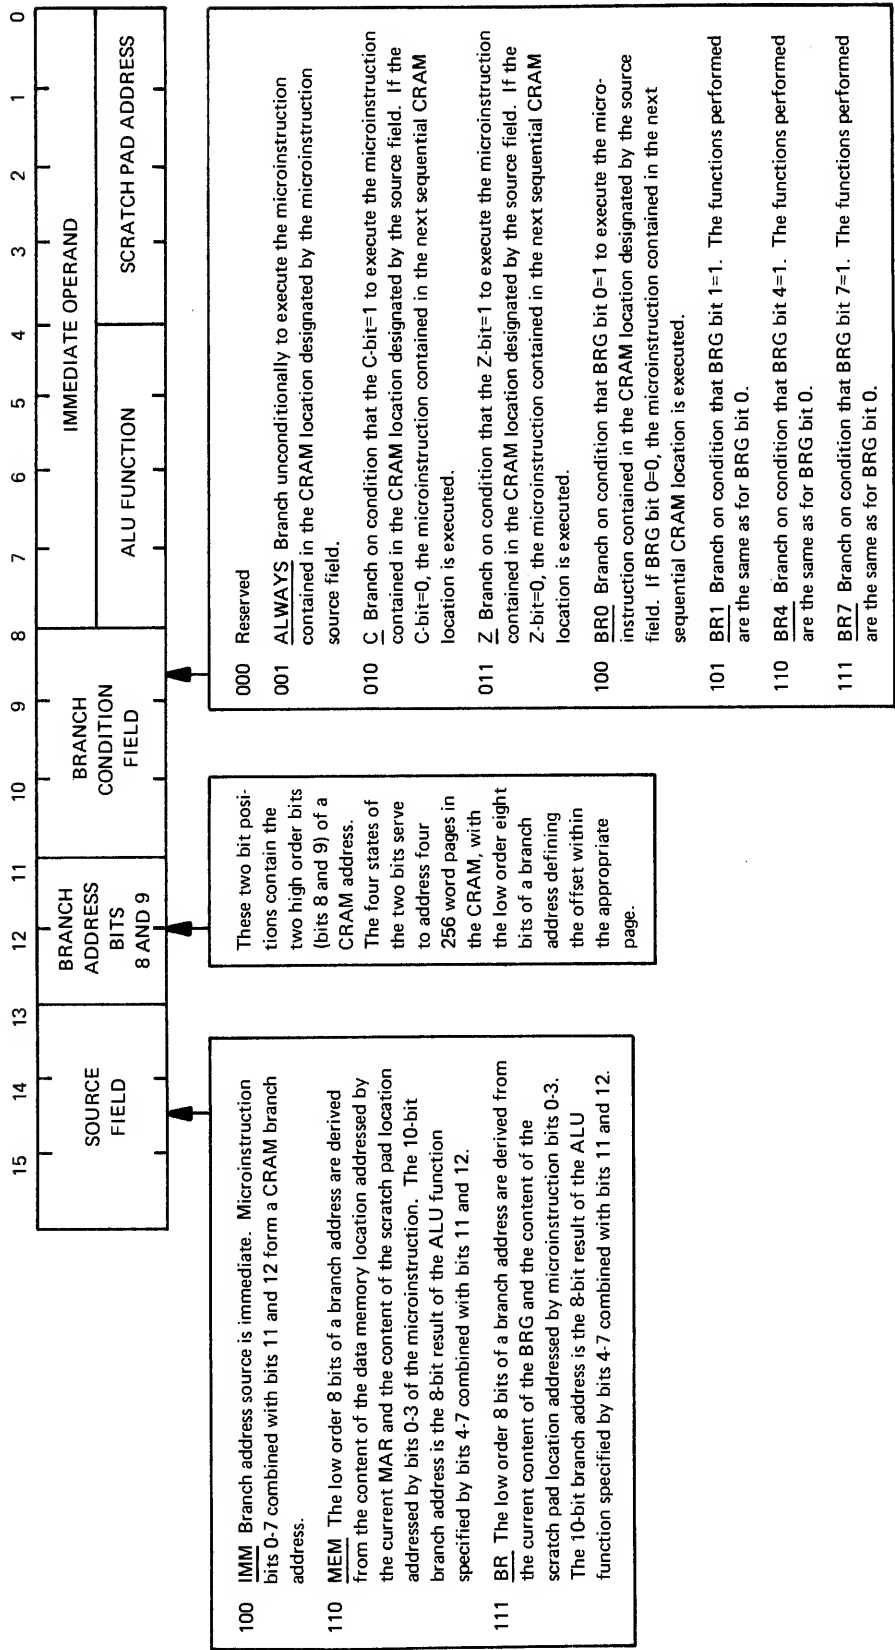 15 14 13 12 11 10 9 8 7 6 5 4 3 2 1 0
SOURCE
FIELD
BRANCH
ADDRESS
BITS
8 AND 9
BRANCH
CONDITION
FIELD
IMMEDIATE OPERAND
ALU FUNCTION
SCRATCH PAD ADDRESS
100 IMM Branch address source is immediate. Microinstruction
bits 0-7 combined with bits 11 and 12 form a CRAM branch
address.
110 MEM The low order 8 bits of a branch address are derived
from the content of the data memory location addressed by
the current MAR and the content of the scratch pad location
addressed by bits 0-3 of the microinstruction. The 10-bit
branch address is the 8-bit result of the ALU function
specified by bits 4-7 combined with bits 11 and 12.
111 BR The low order 8 bits of a branch address are derived from
the current content of the BRG and the content of the
scratch pad location addressed by microinstruction bits 0-3.
The 10-bit branch address is the 8-bit result of the ALU
function specified by bits 4-7 combined with bits 11 and 12.
These two bit posi-
tions contain the
two high order bits
(bits 8 and 9) of a
CRAM address.
The four states of
the two bits serve
to address four
256 word pages in
the CRAM, with
the low order eight
bits of a branch
address defining
the offset within
the appropriate
page.
000 Reserved
001 ALWAYS Branch unconditionally to execute the microinstruction
contained in the CRAM location designated by the microinstruction
source field.
010 C Branch on condition that the C-bit=1 to execute the microinstruction
contained in the CRAM location designated by the source field. If the
C-bit=0, the microinstruction contained in the next sequential CRAM
location is executed.
011 Z Branch on condition that the Z-bit=1 to execute the microinstruction
contained in the CRAM location designated by the source field. If the
Z-bit=0, the microinstruction contained in the next sequential CRAM
location is executed.
100 BR0 Branch on condition that BRG bit 0=1 to execute the micro-
instruction contained in the CRAM location designated by the source
field. If BRG bit 0=0, the microinstruction contained in the next
sequential CRAM location is executed.
101 BR1 Branch on condition that BRG bit 1=1. The functions performed
are the same as for BRG bit 0.
110 BR4 Branch on condition that BRG bit 4=1. The functions performed
are the same as for BRG bit 0.
111 BR7 Branch on condition that BRG bit 7=1. The functions performed
are the same as for BRG bit 0.